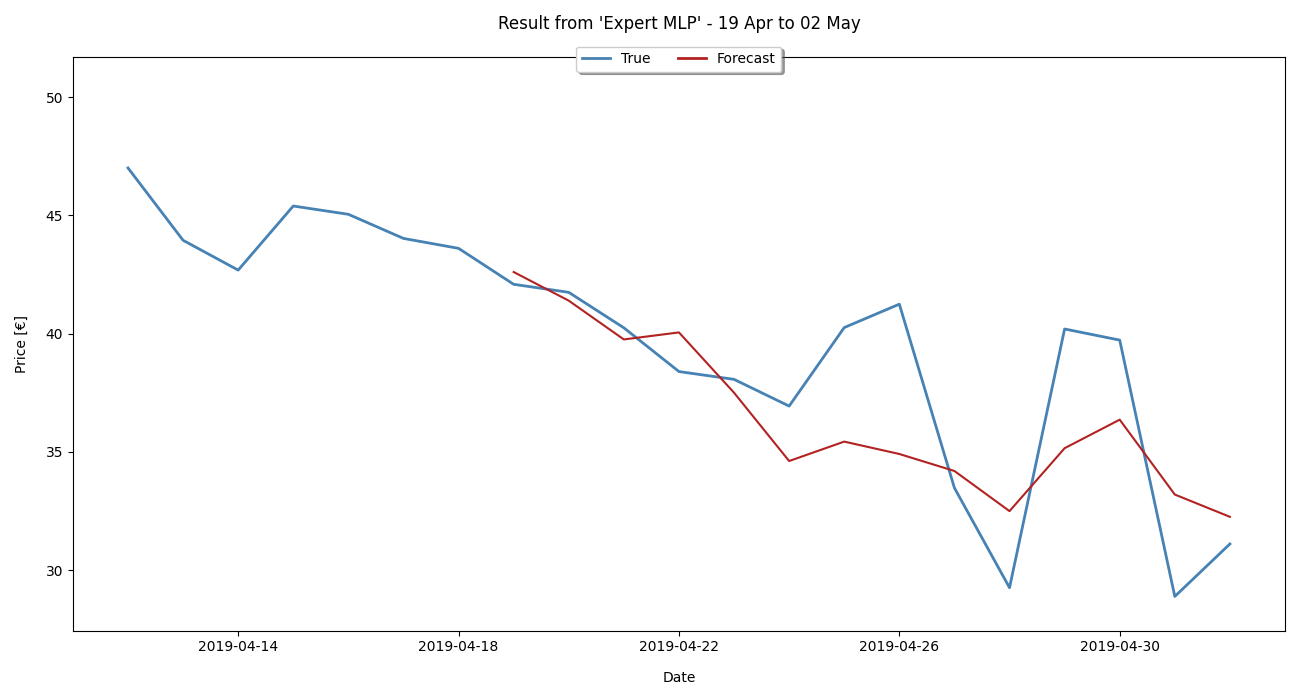 Result from 'Expert MLP' - 19 Apr to 02 May
True Forecast
50
45
40
35
30
Price [€]
2019-04-14 2019-04-18 2019-04-22 2019-04-26 2019-04-30
Date